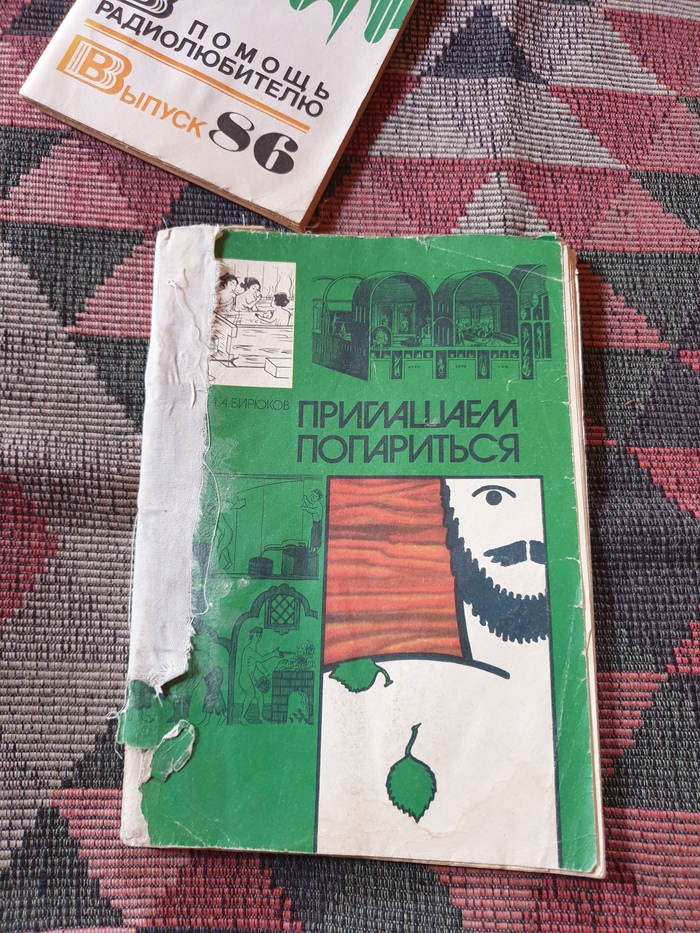 В ПОМОЩЬ
РАДИОЛЮБИТЕЛЮ
ВЫПУСК 86
А.А.БИРЮКОВ
ПРИГЛАШАЕМ
ПОПАРИТЬСЯ